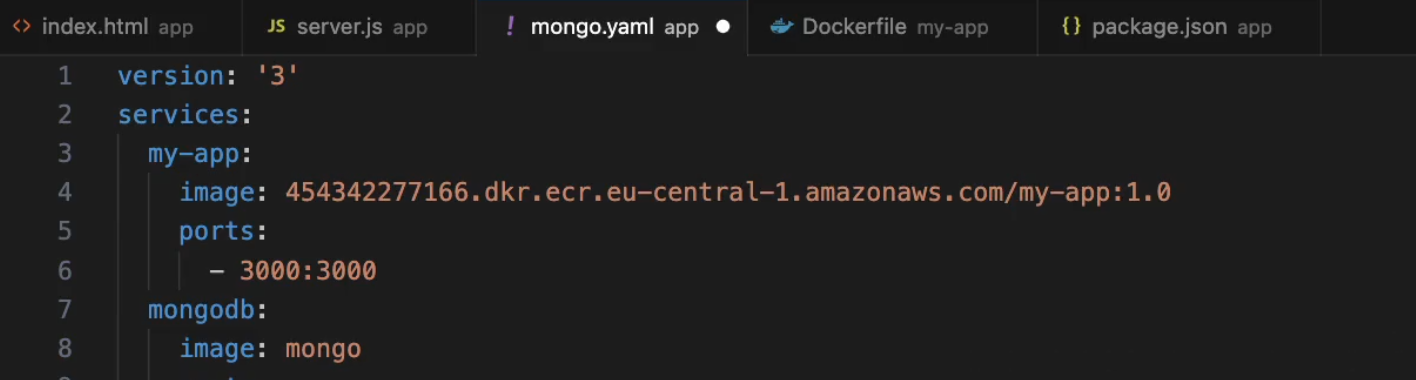 index.html app server.js app mongo.yaml app Dockerfile my-app package.json app
1 version: '3'
2 services:
3 my-app:
4 image: 454342277166.dkr.ecr.eu-central-1.amazonaws.com/my-app:1.0
5 ports:
6 - 3000:3000
7 mongodb:
8 image: mongo